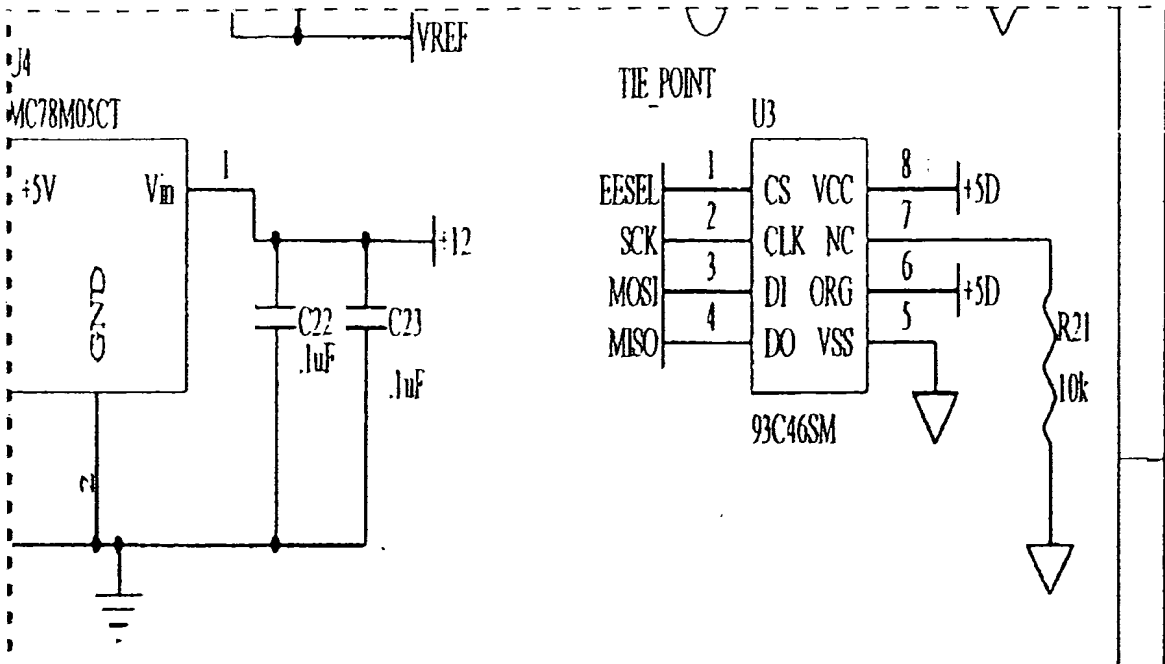 VREF
J4
MC78M05CT
+5V
Vin
1
GND
2
+12
C22
.1uF
C23
.1uF
TIE_POINT
U3
EESEL
1
CS
VCC
8
+5D
SCK
2
CLK
NC
7
MOSI
3
DI
ORG
6
+5D
MISO
4
DO
VSS
5
93C46SM
R21
10k